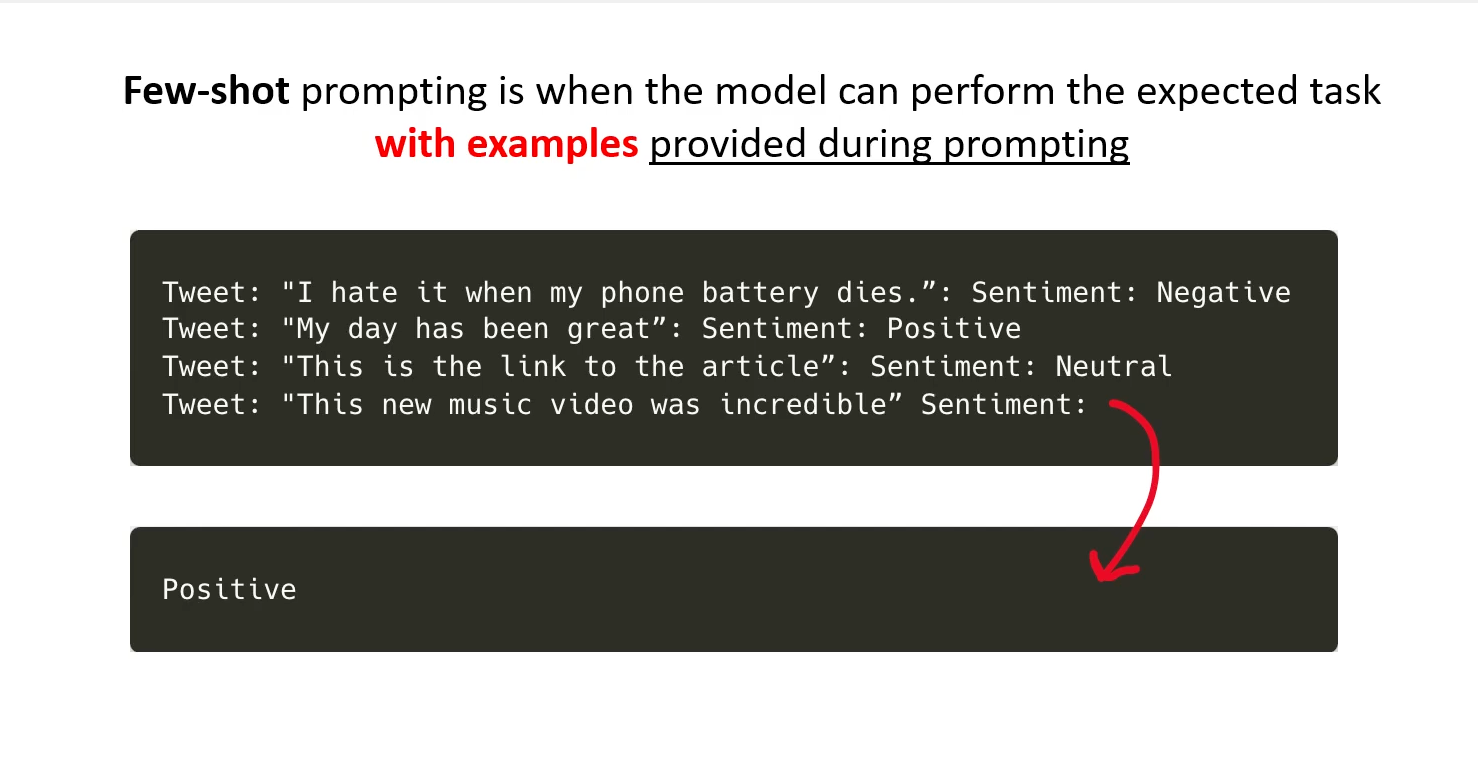 Few-shot prompting is when the model can perform the expected task
with examples provided during prompting
Tweet: "I hate it when my phone battery dies.”: Sentiment: Negative
Tweet: "My day has been great”: Sentiment: Positive
Tweet: "This is the link to the article”: Sentiment: Neutral
Tweet: "This new music video was incredible” Sentiment:
Positive